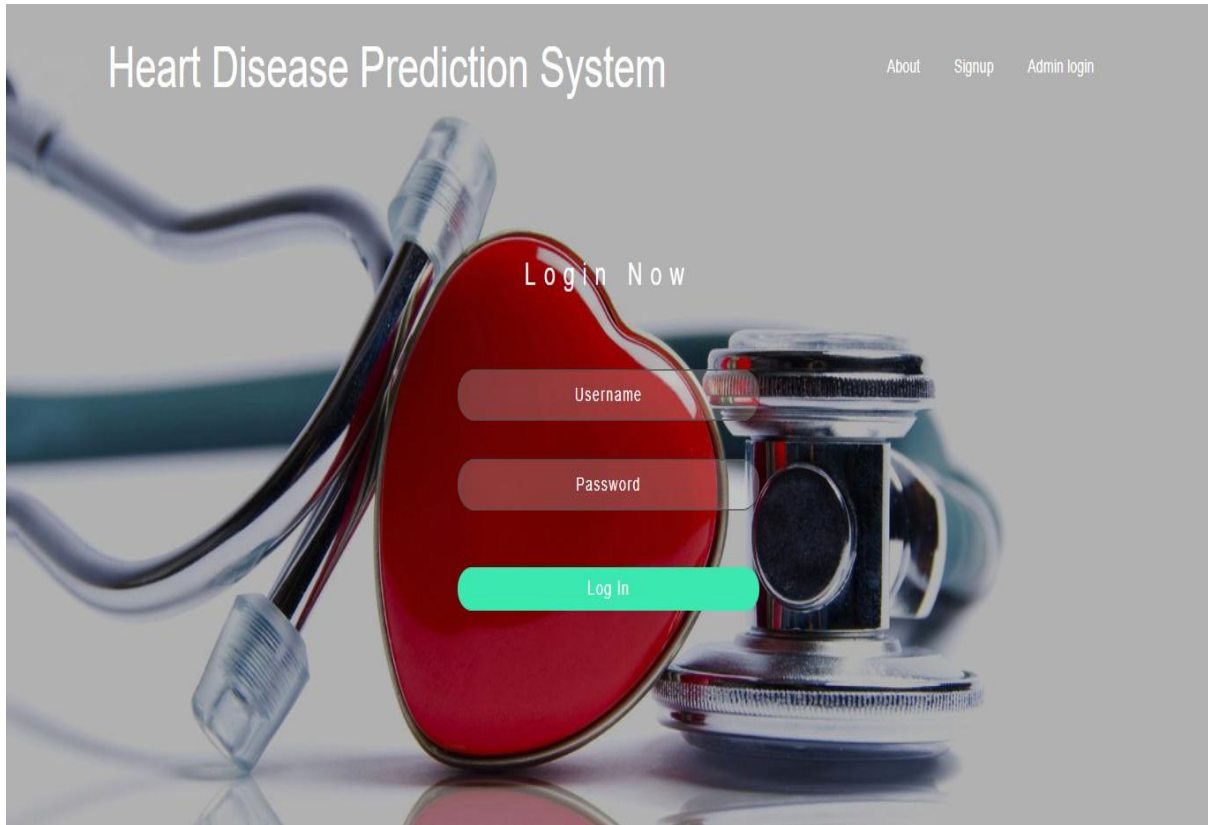 Heart Disease Prediction System
About Signup Admin login
Login Now
Username
Password
Log In